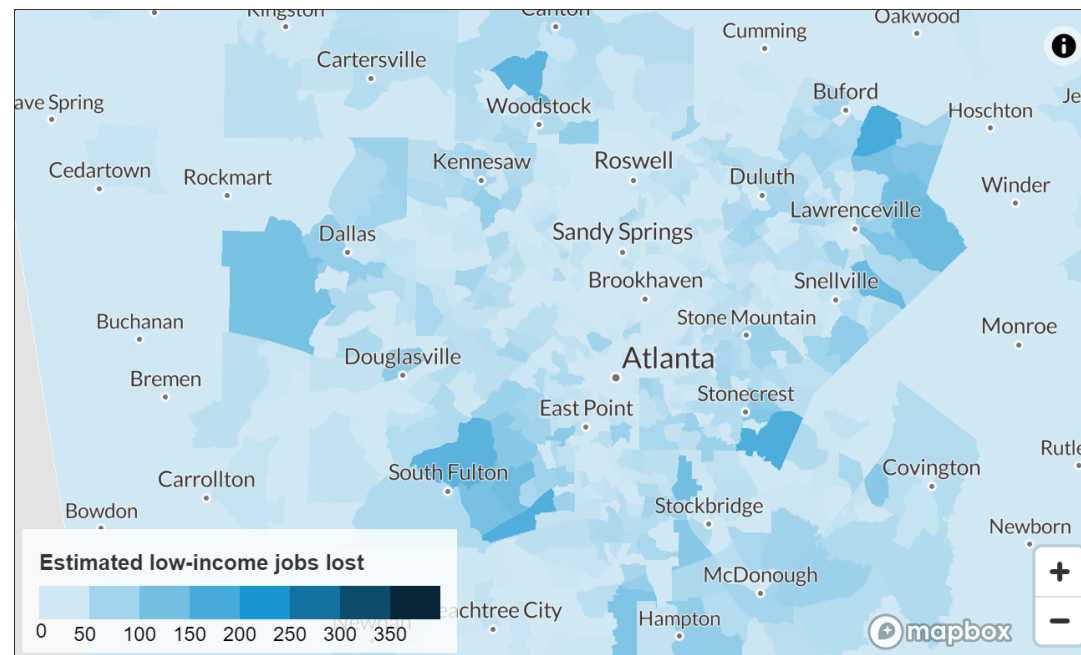 Kingston
Canton
Oakwood
Cumming
Cartersville
ave Spring
Woodstock
Buford
Hoschton
Je
Cedartown
Rockmart
Kennesaw
Roswell
Duluth
Winder
Lawrenceville
Dallas
Sandy Springs
Brookhaven
Snellville
Buchanan
Stone Mountain
Monroe
Douglasville
Atlanta
Bremen
Stonecrest
East Point
Rutle
South Fulton
Covington
Carrollton
Stockbridge
Bowdon
Newborn
McDonough
Estimated low-income jobs lost
0 50 100 150 200 250 300 350
Newnan
eachtree City
Hampton
mapbox
+
−